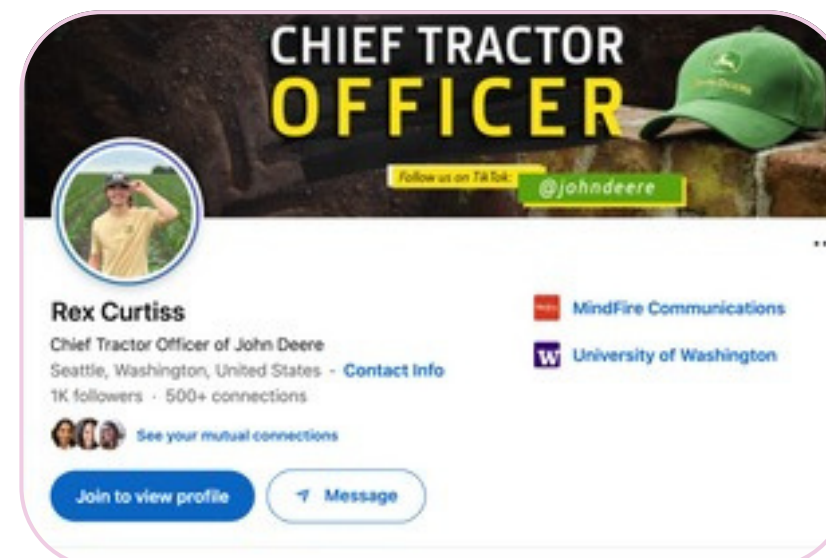 CHIEF TRACTOR
OFFICER
Follow us on TikTok:
@johndeere
Rex Curtiss
Chief Tractor Officer of John Deere
Seattle, Washington, United States · Contact Info
1K followers · 500+ connections
See your mutual connections
Join to view profile
Message
MindFire Communications
W University of Washington